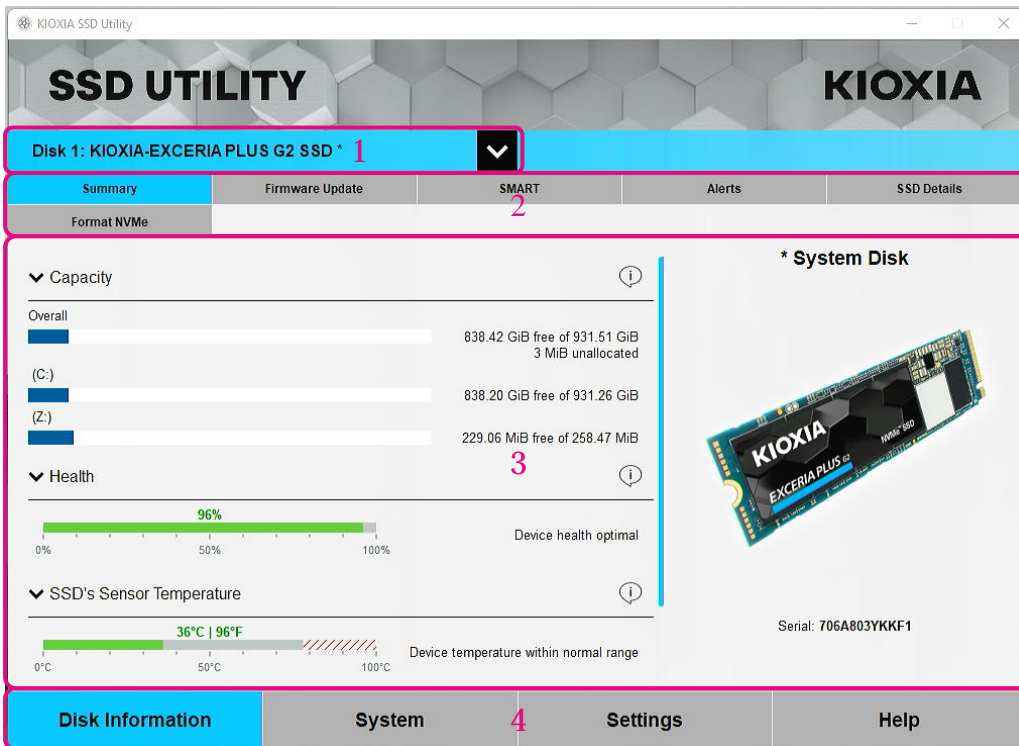 KIOXIA SSD Utility
SSD UTILITY
KIOXIA
Disk 1: KIOXIA-EXCERIA PLUS G2 SSD *
1
Summary
Firmware Update
SMART
Alerts
SSD Details
2
Format NVMe
* System Disk
Capacity
Overall
838.42 GiB free of 931.51 GiB
3 MiB unallocated
(C:)
838.20 GiB free of 931.26 GiB
(Z:)
229.06 MiB free of 258.47 MiB
3
Health
96%
0%
50%
100%
Device health optimal
SSD's Sensor Temperature
36°C | 96°F
0°C
50°C
100°C
Device temperature within normal range
KIOXIA
NVMe SSD
EXCERIA PLUS G2
Serial: 706A803YKKF1
Disk Information
System
4
Settings
Help